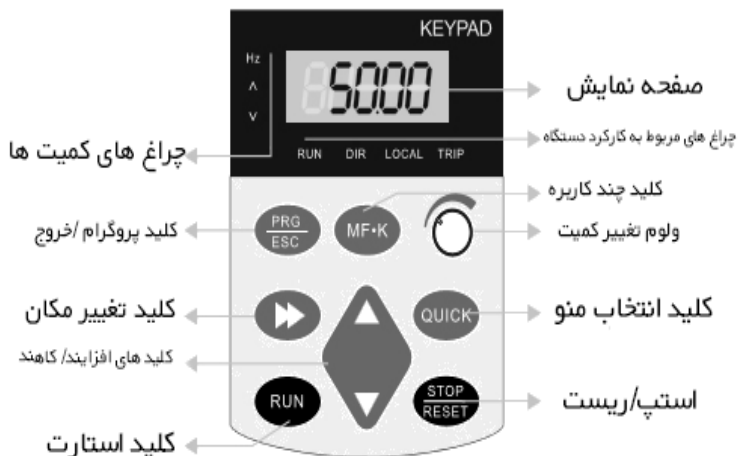 KEYPAD
Hz
50.00
صفحه نمایش
^
v
چراغ های مربوط به کارکرد دستگاه
چراغ های کمیت ها
RUN DIR LOCAL TRIP
کلید چند کاربره
PRG
ESC
MF•K
کلید پروگرام /خروج
ولوم تغییر کمیت
کلید تغییر مکان
QUICK
کلید انتخاب منو
کلید های افزایند/ کاهند
RUN
STOP
RESET
استپ/ریست
کلید استارت